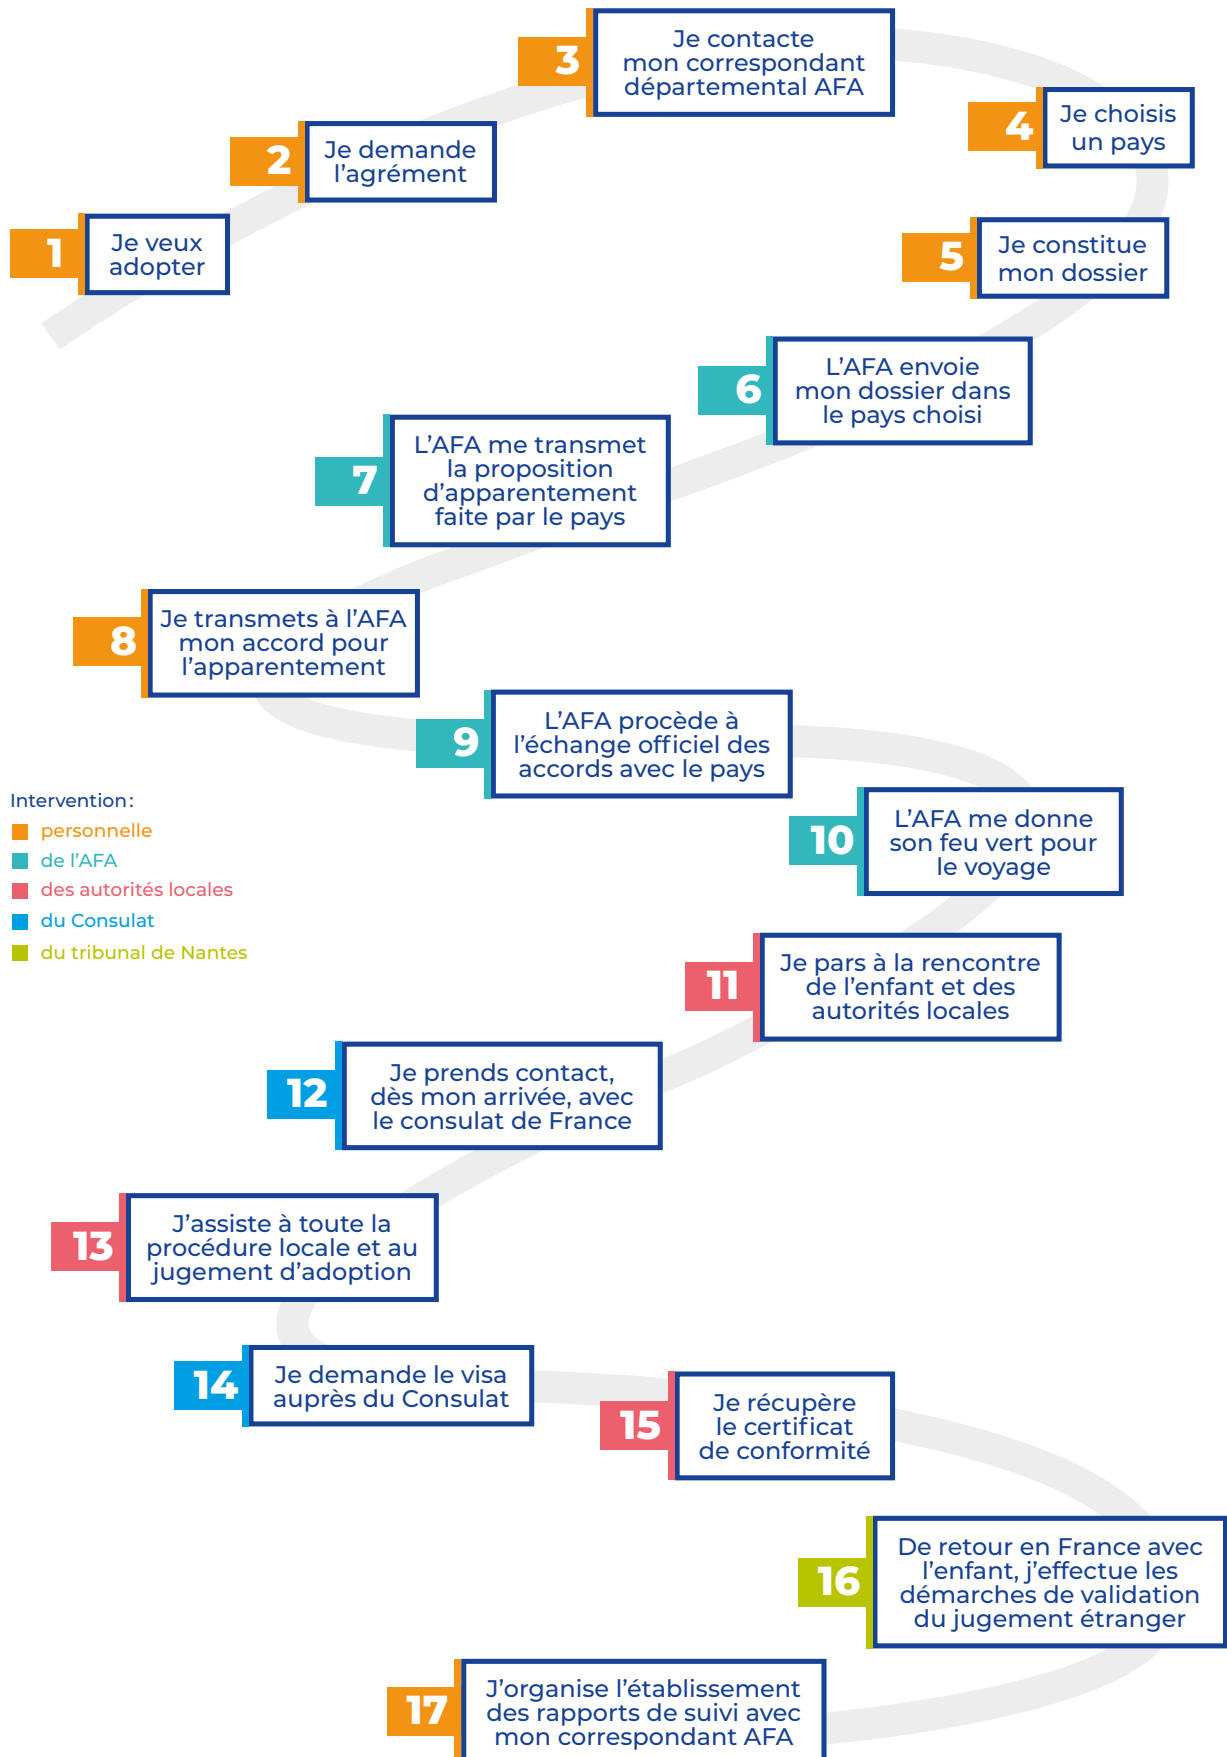 1
Je veux
adopter
2
Je demande
l'agrément
3
Je contacte
mon correspondant
départemental AFA
4
Je choisis
un pays
5
Je constitue
mon dossier
6
L'AFA envoie
mon dossier dans
le pays choisi
7
L'AFA me transmet
la proposition
d'apparentement
faite par le pays
8
Je transmets à l'AFA
mon accord pour
l'apparentement
9
L'AFA procède à
l'échange officiel des
accords avec le pays
10
L'AFA me donne
son feu vert pour
le voyage
Intervention :
personnelle
de l'AFA
des autorités locales
du Consulat
du tribunal de Nantes
11
Je pars à la rencontre
de l'enfant et des
autorités locales
12
Je prends contact,
dès mon arrivée, avec
le consulat de France
13
J'assiste à toute la
procédure locale et au
jugement d'adoption
14
Je demande le visa
auprès du Consulat
15
Je récupère
le certificat
de conformité
16
De retour en France avec
l'enfant, j'effectue les
démarches de validation
du jugement étranger
17
J'organise l'établissement
des rapports de suivi avec
mon correspondant AFA